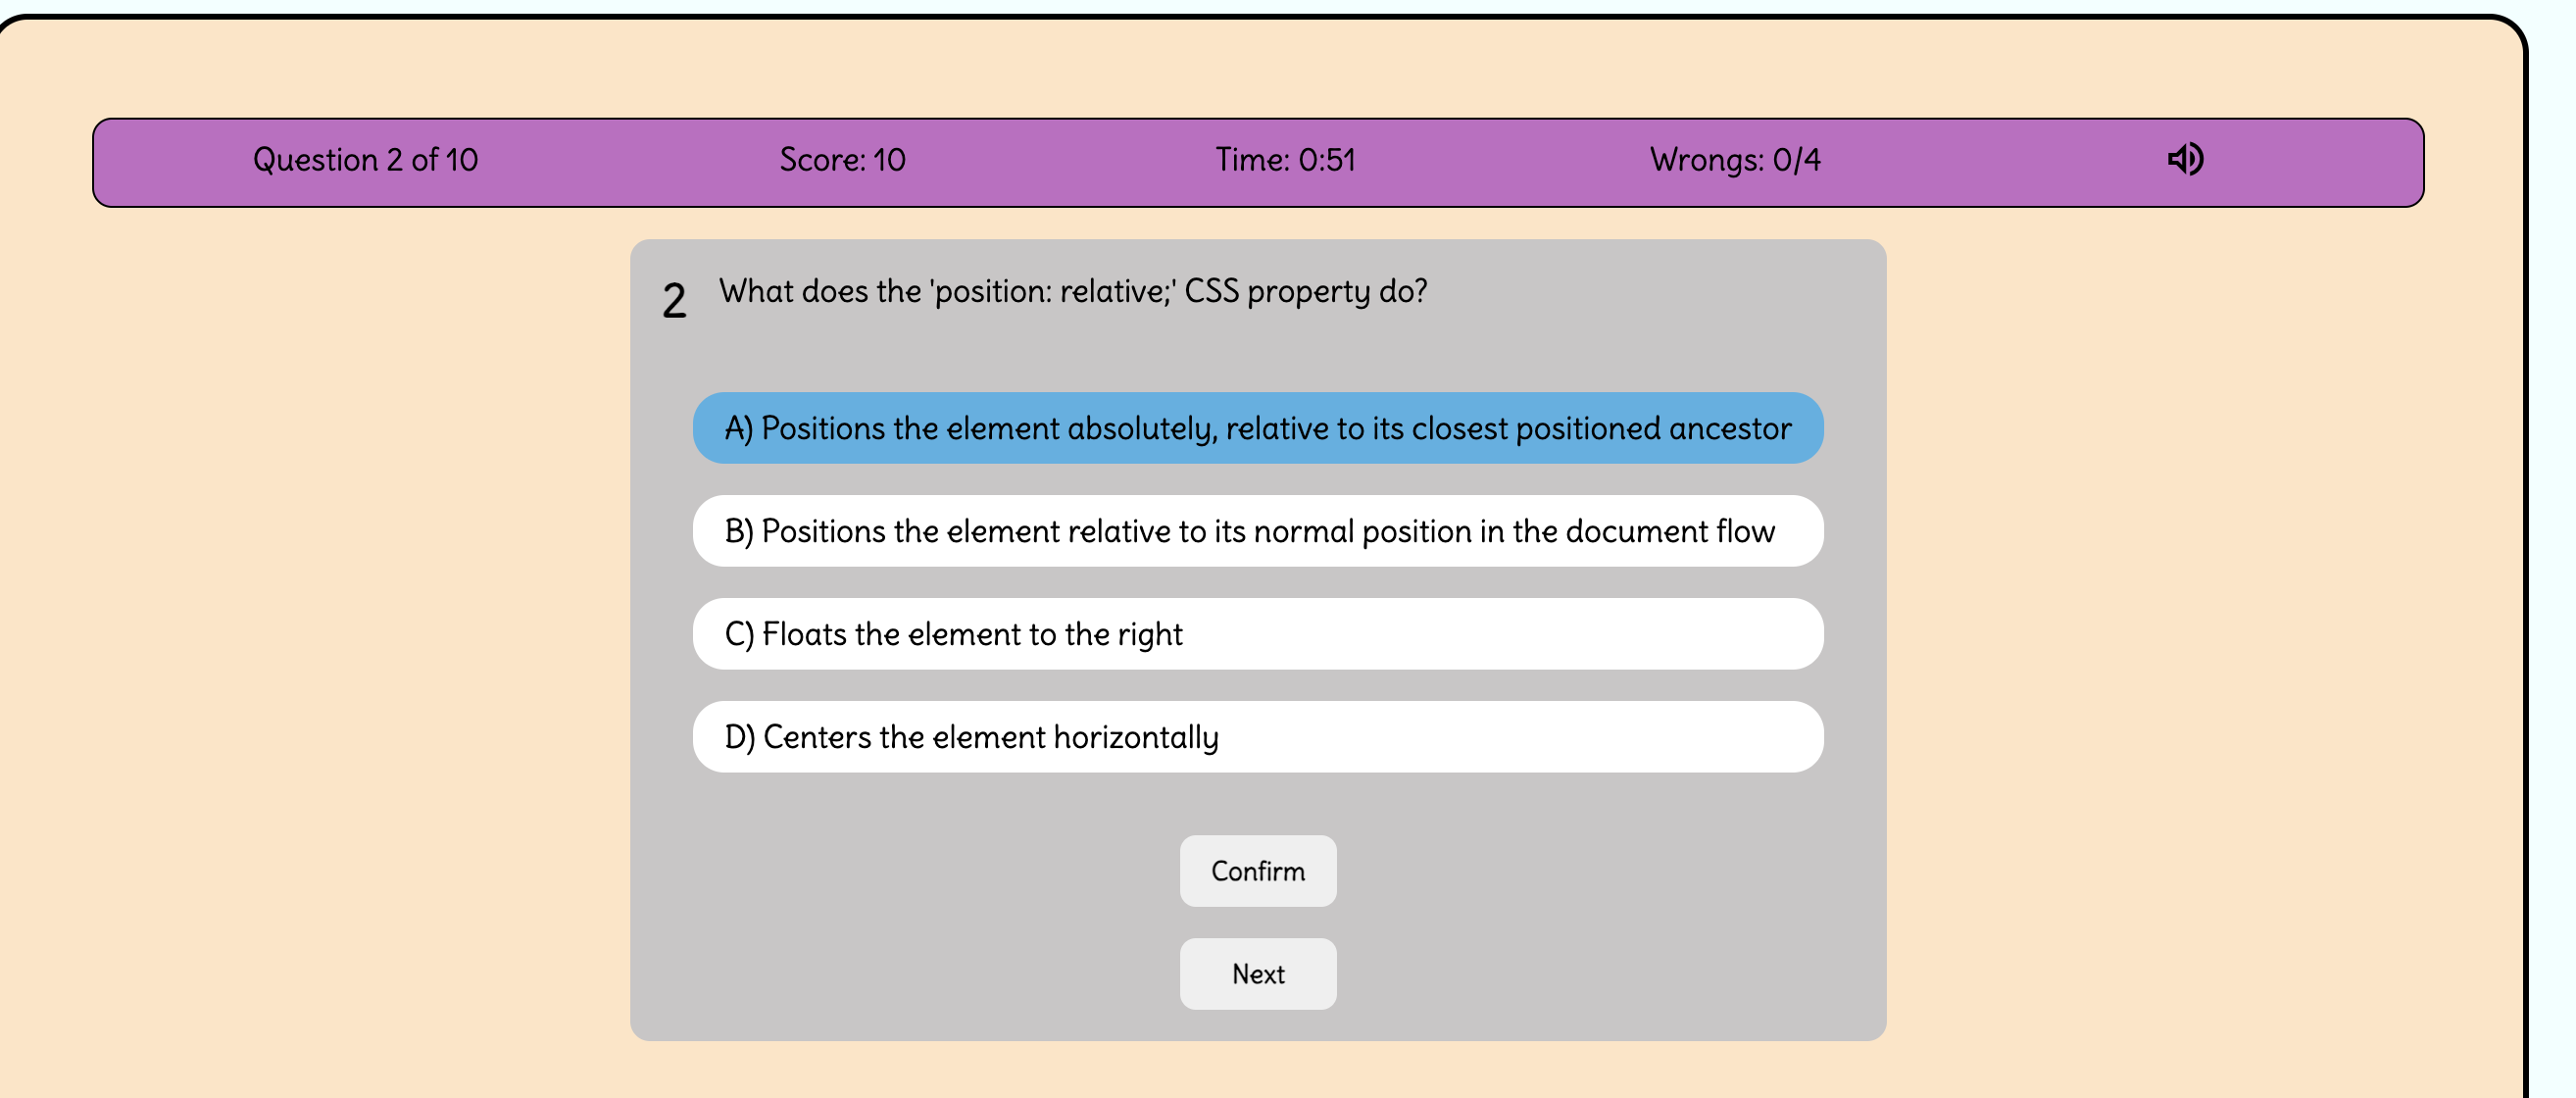 Question 2 of 10
Score: 10
Time: 0:51
Wrongs: 0/4
2
What does the 'position: relative;' CSS property do?
A) Positions the element absolutely, relative to its closest positioned ancestor
B) Positions the element relative to its normal position in the document flow
C) Floats the element to the right
D) Centers the element horizontally
Confirm
Next